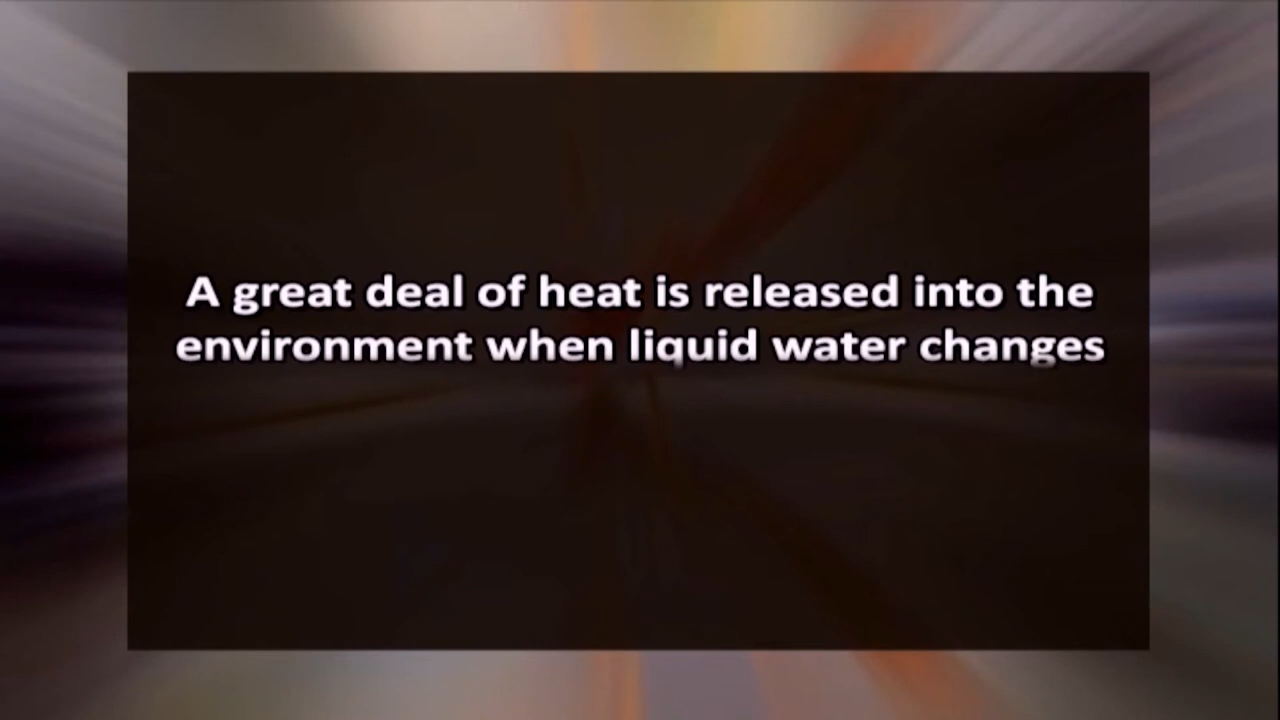 A great deal of heat is released into the
environment when liquid water changes